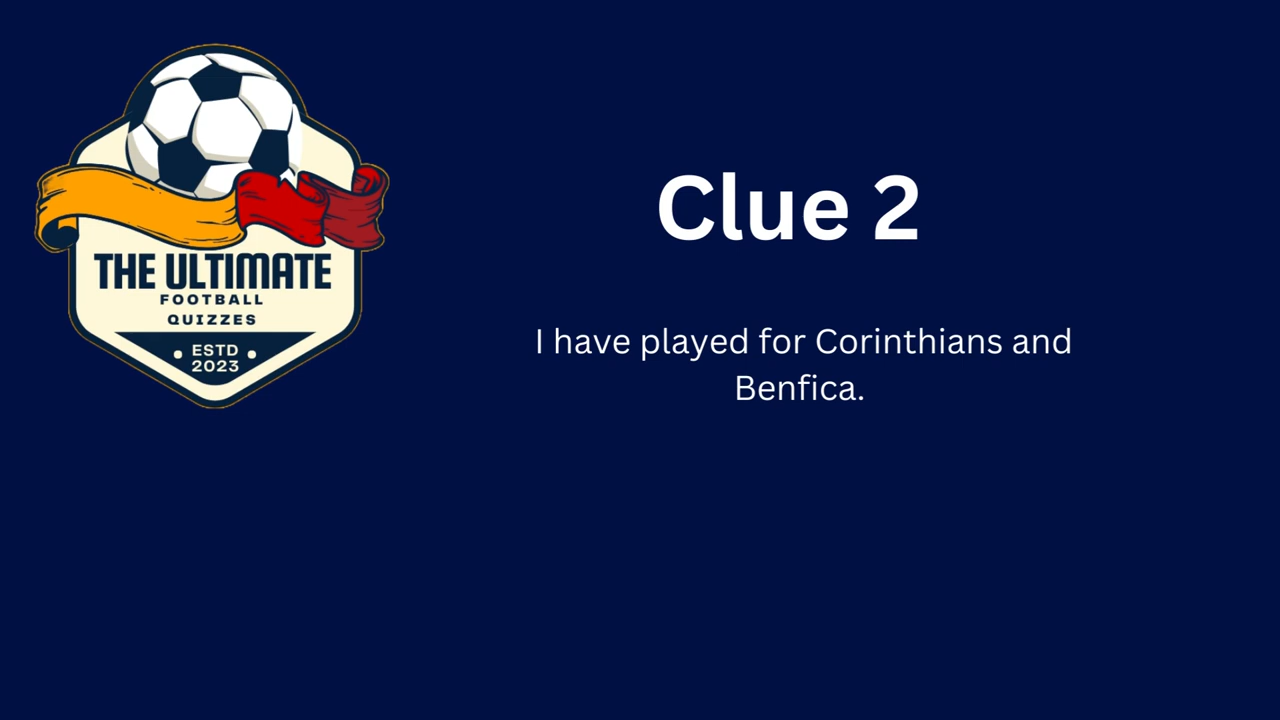 THE ULTIMATE
FOOTBALL
QUIZZES
ESTD
2023
Clue 2
I have played for Corinthians and
Benfica.